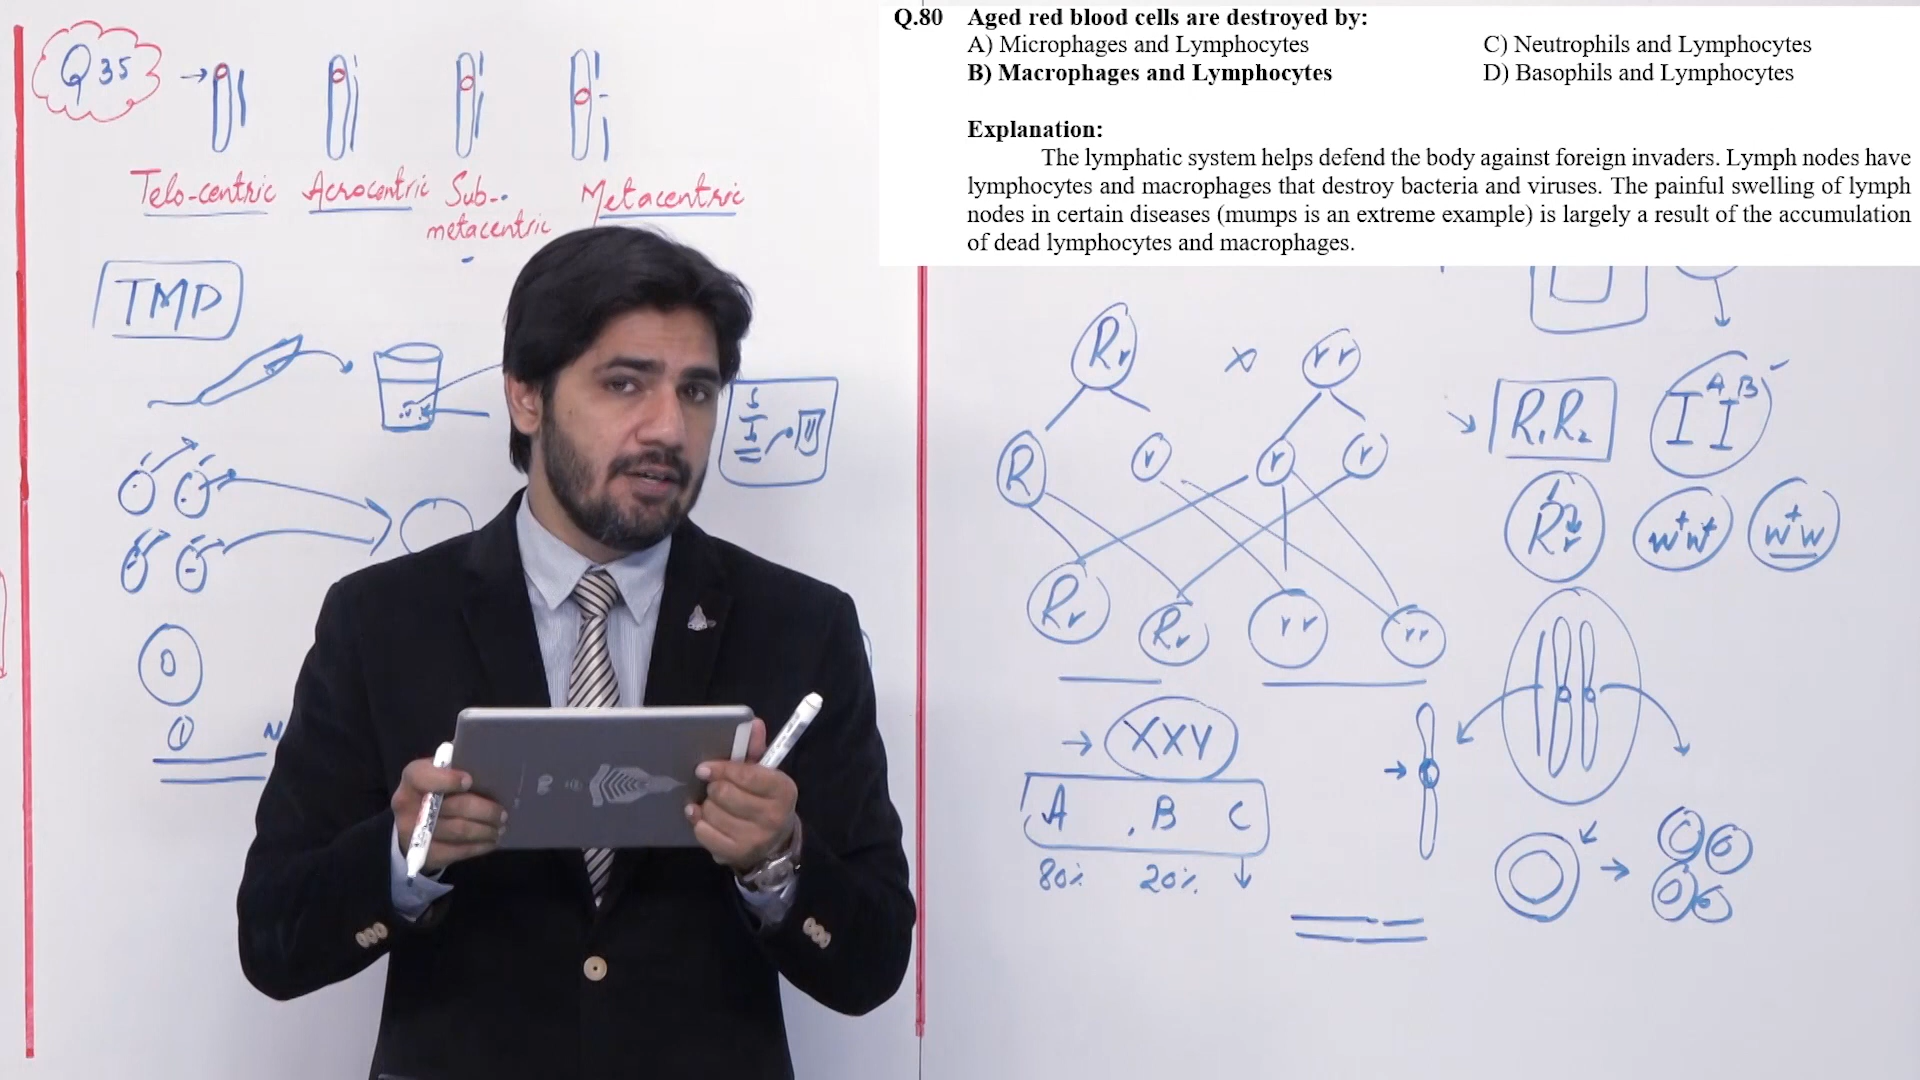 Q.80 Aged red blood cells are destroyed by:
A) Microphages and Lymphocytes
C) Neutrophils and Lymphocytes
B) Macrophages and Lymphocytes
D) Basophils and Lymphocytes
Explanation:
The lymphatic system helps defend the body against foreign invaders. Lymph nodes have
lymphocytes and macrophages that destroy bacteria and viruses. The painful swelling of lymph
nodes in certain diseases (mumps is an extreme example) is largely a result of the accumulation
of dead lymphocytes and macrophages.
Q 35
Telo-centric Acrocentric Sub-
metacentric
Metacentric
TMD
N
Rr x rr
R r r r
Rr Rr rr rr
XXY
A , B C
80% 20%
R₁R₂ IᴬIᴮ
Rr w⁺w⁺ w⁺w